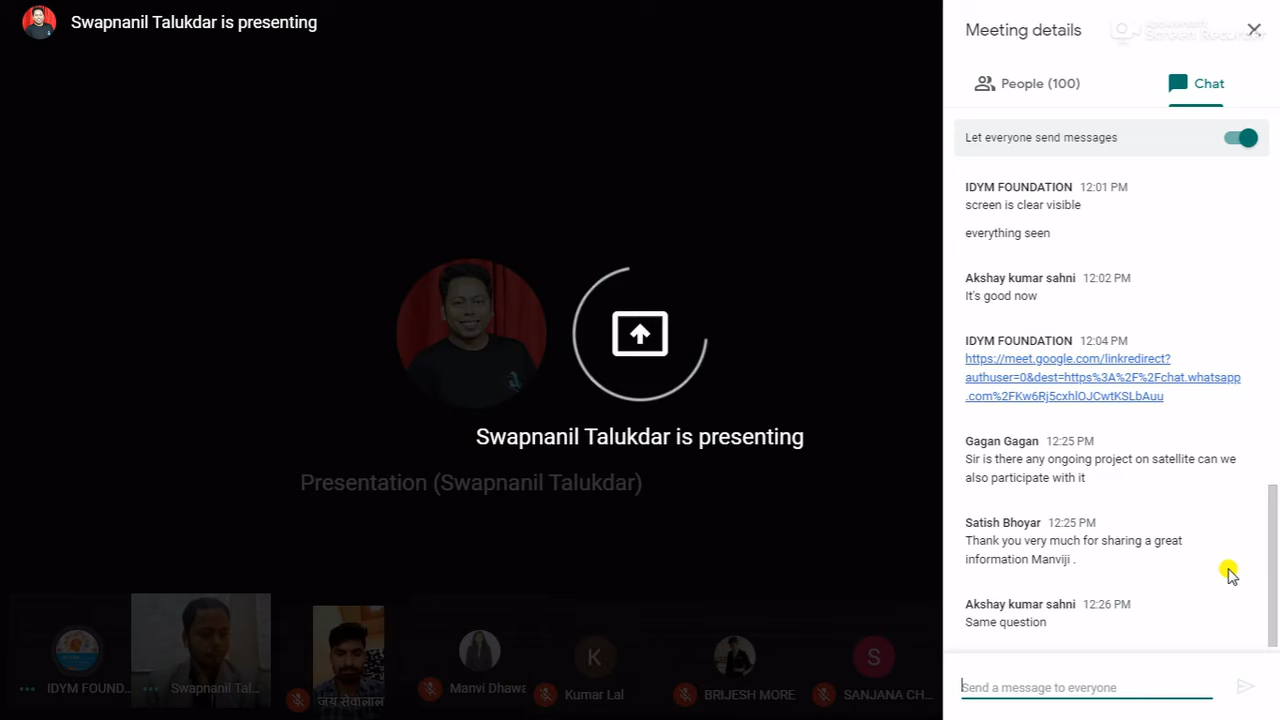 Swapnanil Talukdar is presenting
Swapnanil Talukdar is presenting
Presentation (Swapnanil Talukdar)
IDYM FOUND...
Swapnanil Tal...
जय सेवालाल
Manvi Dhawa
K
Kumar Lal
BRIJESH MORE
S
SANJANA CH...
Meeting details
Screen Recorder
People (100)
Chat
Let everyone send messages
IDYM FOUNDATION 12:01 PM
screen is clear visible
everything seen
Akshay kumar sahni 12:02 PM
It's good now
IDYM FOUNDATION 12:04 PM
https://meet.google.com/linkredirect?
authuser=0&dest=https%3A%2F%2Fchat.whatsapp
.com%2FKw6Rj5cxhlOJCwtKSLbAuu
Gagan Gagan 12:25 PM
Sir is there any ongoing project on satellite can we
also participate with it
Satish Bhoyar 12:25 PM
Thank you very much for sharing a great
information Manviji .
Akshay kumar sahni 12:26 PM
Same question
Send a message to everyone